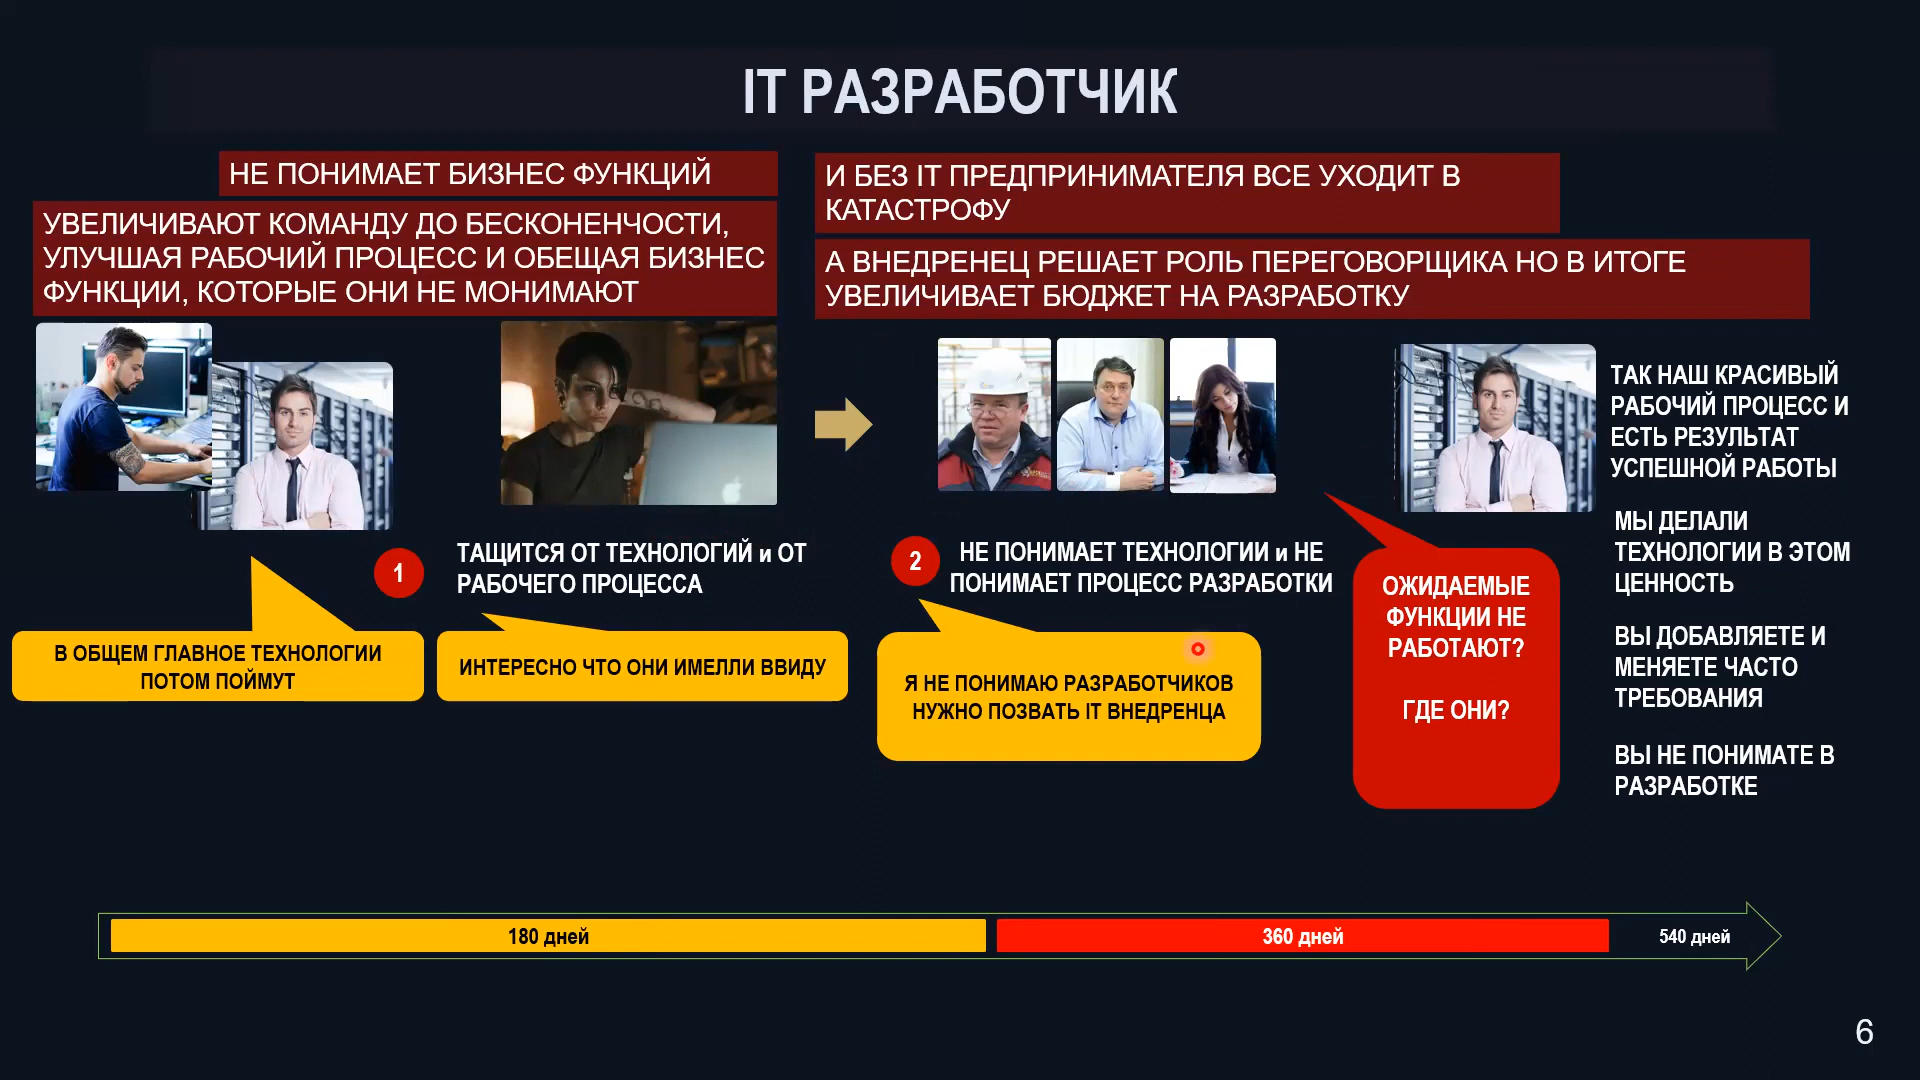 IT РАЗРАБОТЧИК
НЕ ПОНИМАЕТ БИЗНЕС ФУНКЦИЙ
УВЕЛИЧИВАЮТ КОМАНДУ ДО БЕСКОНЕНЧОСТИ,
УЛУЧШАЯ РАБОЧИЙ ПРОЦЕСС И ОБЕЩАЯ БИЗНЕС
ФУНКЦИИ, КОТОРЫЕ ОНИ НЕ МОНИМАЮТ
И БЕЗ IT ПРЕДПРИНИМАТЕЛЯ ВСЕ УХОДИТ В
КАТАСТРОФУ
А ВНЕДРЕНЕЦ РЕШАЕТ РОЛЬ ПЕРЕГОВОРЩИКА НО В ИТОГЕ
УВЕЛИЧИВАЕТ БЮДЖЕТ НА РАЗРАБОТКУ
1
ТАЩИТСЯ ОТ ТЕХНОЛОГИЙ и ОТ
РАБОЧЕГО ПРОЦЕССА
В ОБЩЕМ ГЛАВНОЕ ТЕХНОЛОГИИ
ПОТОМ ПОЙМУТ
ИНТЕРЕСНО ЧТО ОНИ ИМЕЛЛИ ВВИДУ
2
НЕ ПОНИМАЕТ ТЕХНОЛОГИИ и НЕ
ПОНИМАЕТ ПРОЦЕСС РАЗРАБОТКИ
Я НЕ ПОНИМАЮ РАЗРАБОТЧИКОВ
НУЖНО ПОЗВАТЬ IT ВНЕДРЕНЦА
ОЖИДАЕМЫЕ
ФУНКЦИИ НЕ
РАБОТАЮТ?
ГДЕ ОНИ?
ТАК НАШ КРАСИВЫЙ
РАБОЧИЙ ПРОЦЕСС И
ЕСТЬ РЕЗУЛЬТАТ
УСПЕШНОЙ РАБОТЫ
МЫ ДЕЛАЛИ
ТЕХНОЛОГИИ В ЭТОМ
ЦЕННОСТЬ
ВЫ ДОБАВЛЯЕТЕ И
МЕНЯЕТЕ ЧАСТО
ТРЕБОВАНИЯ
ВЫ НЕ ПОНИМАТЕ В
РАЗРАБОТКЕ
180 дней
360 дней
540 дней
6